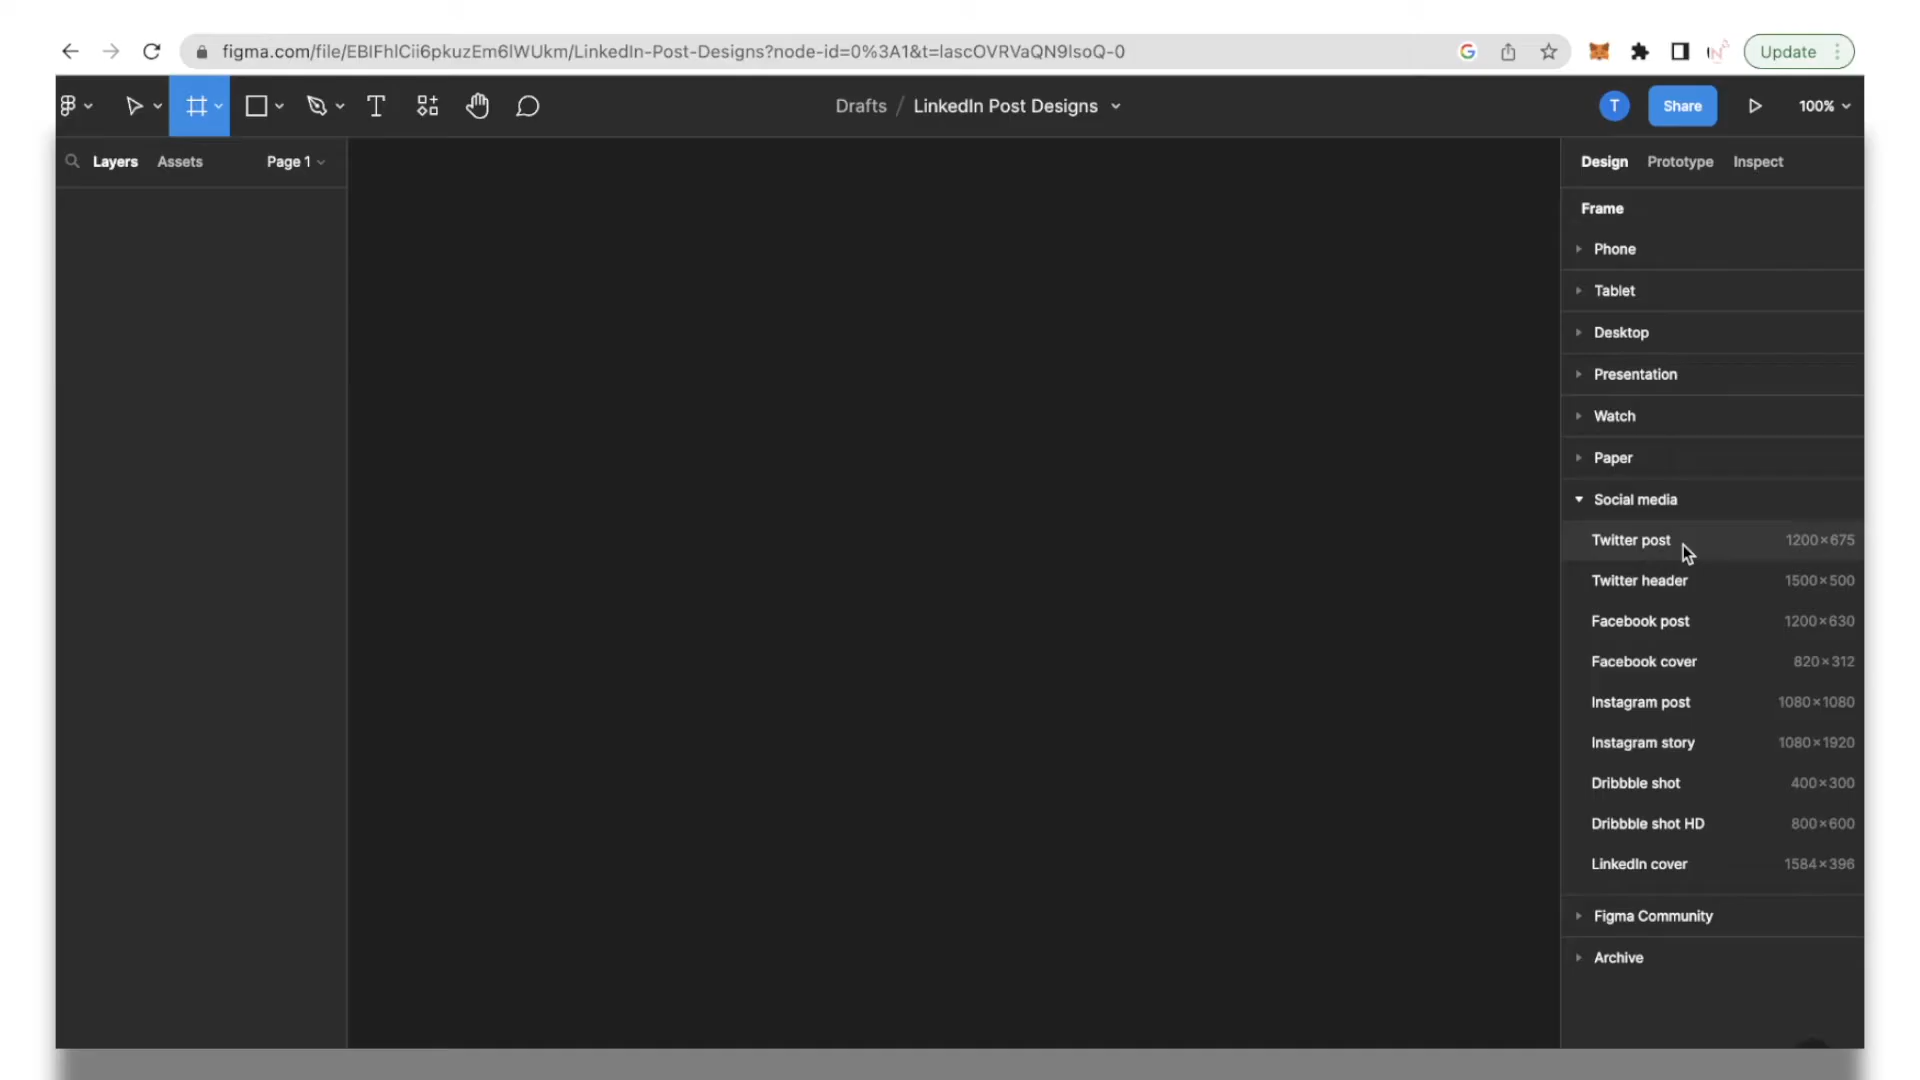 figma.com/file/EBIFhlCii6pkuzEm6lWUkm/LinkedIn-Post-Designs?node-id=0%3A1&t=lascOVRVaQN9lsoQ-0
Update
Drafts / LinkedIn Post Designs
T
Share
100%
Layers
Assets
Page 1
Design
Prototype
Inspect
Frame
Phone
Tablet
Desktop
Presentation
Watch
Paper
Social media
Twitter post 1200×675
Twitter header 1500×500
Facebook post 1200×630
Facebook cover 820×312
Instagram post 1080×1080
Instagram story 1080×1920
Dribbble shot 400×300
Dribbble shot HD 800×600
LinkedIn cover 1584×396
Figma Community
Archive